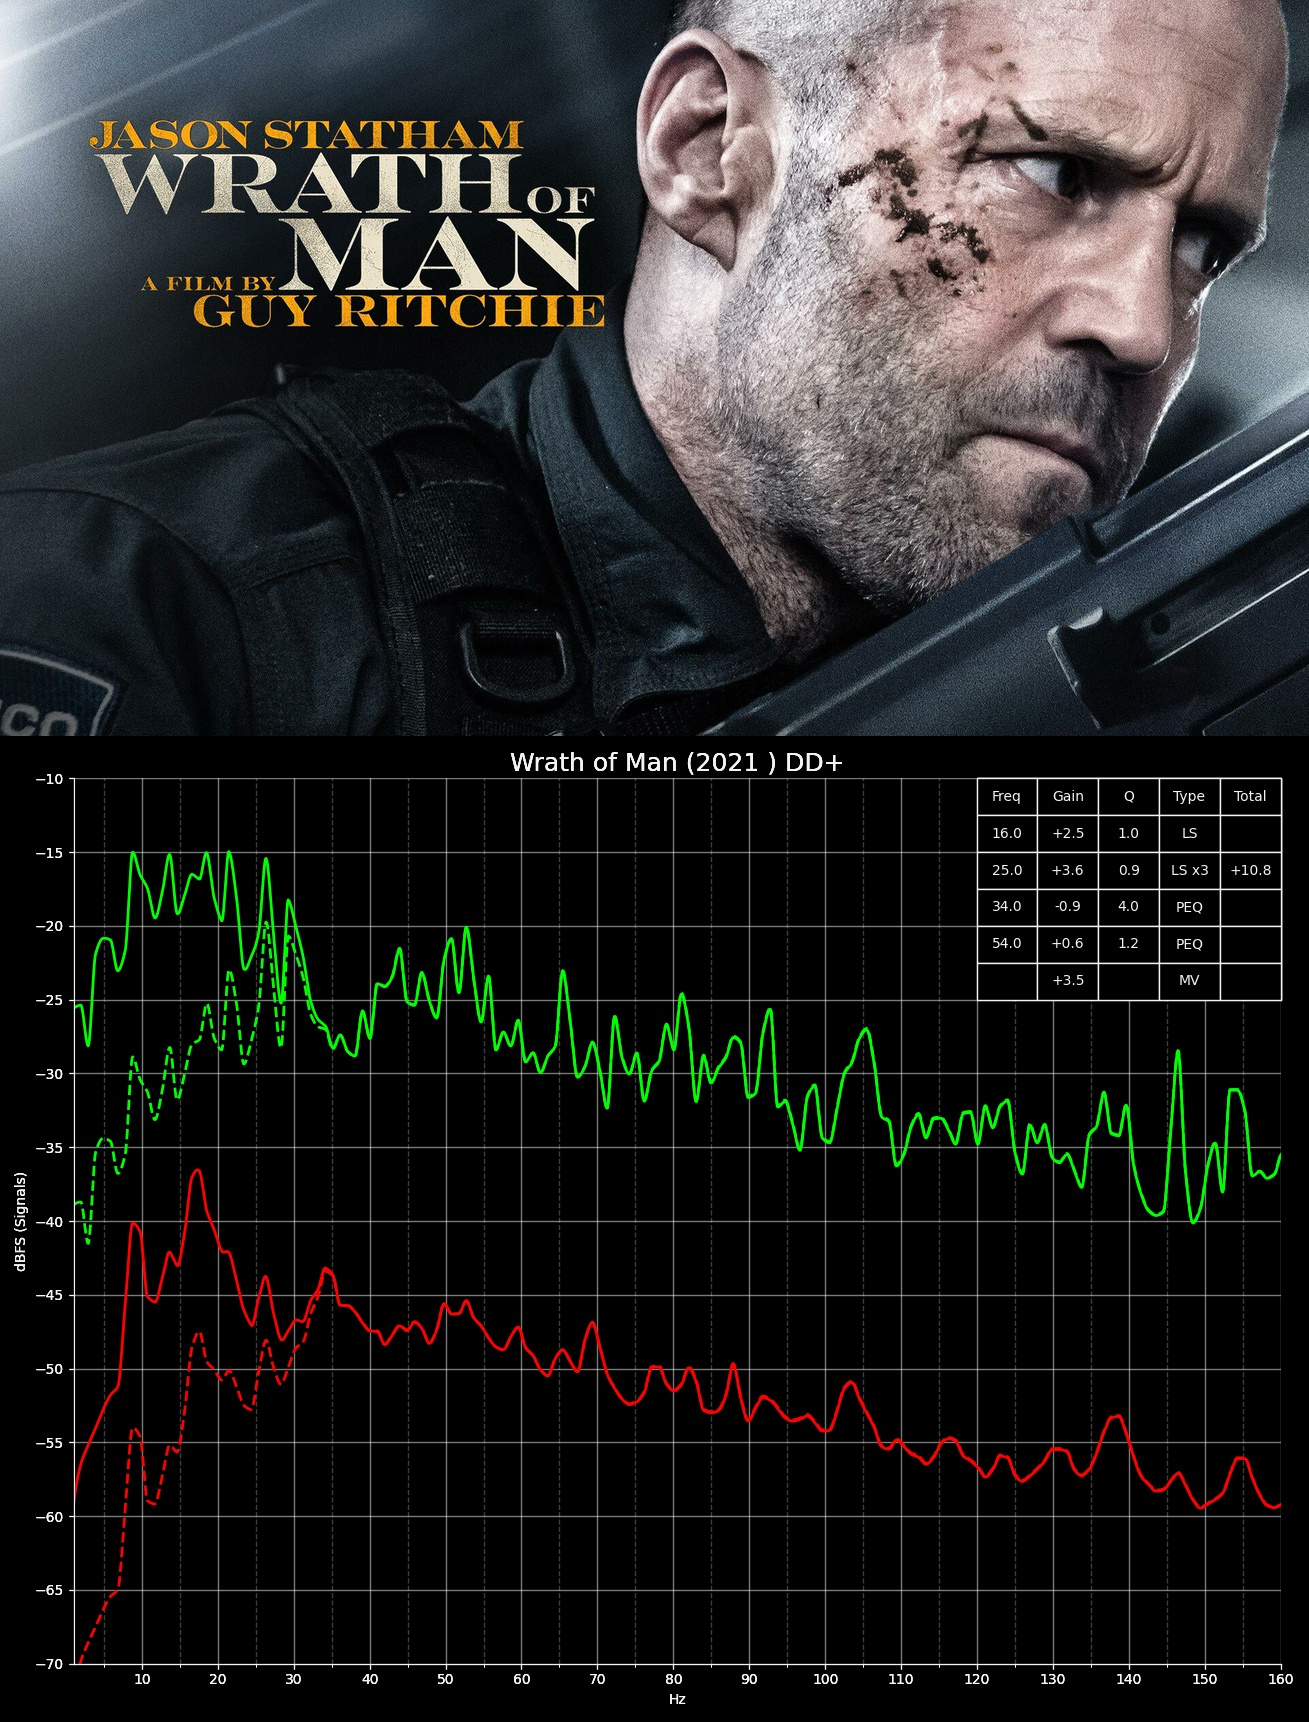 JASON STATHAM
WRATH OF
MAN
A FILM BY
GUY RITCHIE
CO
Wrath of Man (2021 ) DD+
Freq Gain Q Type Total
16.0 +2.5 1.0 LS
25.0 +3.6 0.9 LS x3 +10.8
34.0 -0.9 4.0 PEQ
54.0 +0.6 1.2 PEQ
+3.5 MV
−10
−15
−20
−25
−30
−35
−40
−45
−50
−55
−60
−65
−70
dBFS (Signals)
10 20 30 40 50 60 70 80 90 100 110 120 130 140 150 160
Hz